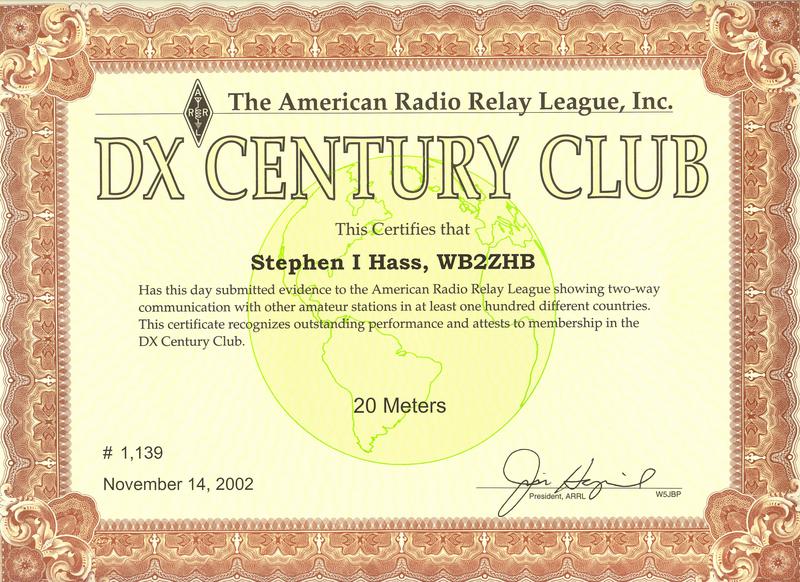 The American Radio Relay League, Inc.
A
R R
L
DX CENTURY CLUB
This Certifies that
Stephen I Hass, WB2ZHB
Has this day submitted evidence to the American Radio Relay League showing two-way
communication with other amateur stations in at least one hundred different countries.
This certificate recognizes outstanding performance and attests to membership in the
DX Century Club.
20 Meters
# 1,139
November 14, 2002
President, ARRL W5JBP